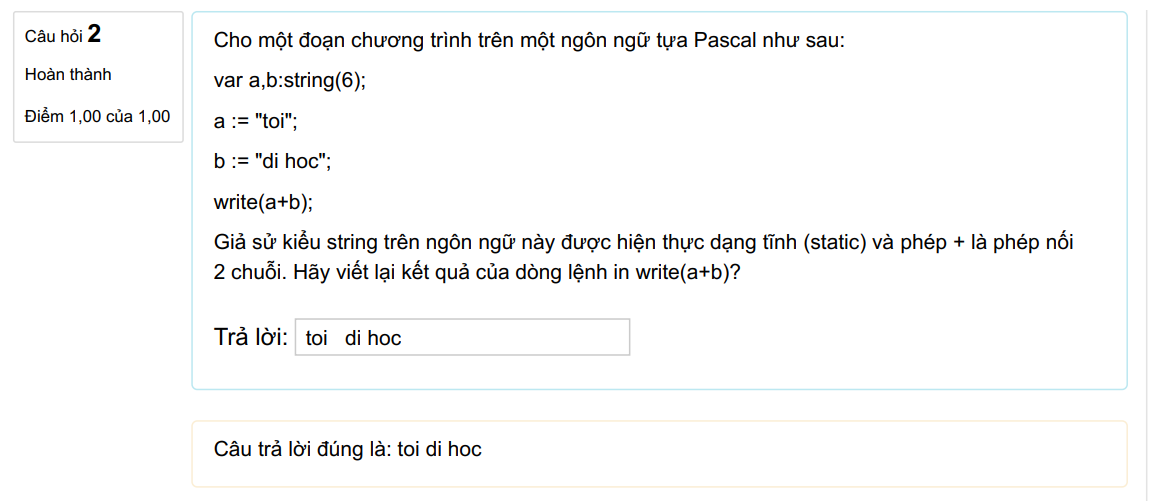 Câu hỏi 2
Hoàn thành
Điểm 1,00 của 1,00
Cho một đoạn chương trình trên một ngôn ngữ tựa Pascal như sau:
var a,b:string(6);
a := "toi";
b := "di hoc";
write(a+b);
Giả sử kiểu string trên ngôn ngữ này được hiện thực dạng tĩnh (static) và phép + là phép nối
2 chuỗi. Hãy viết lại kết quả của dòng lệnh in write(a+b)?
Trả lời: toi   di hoc
Câu trả lời đúng là: toi di hoc